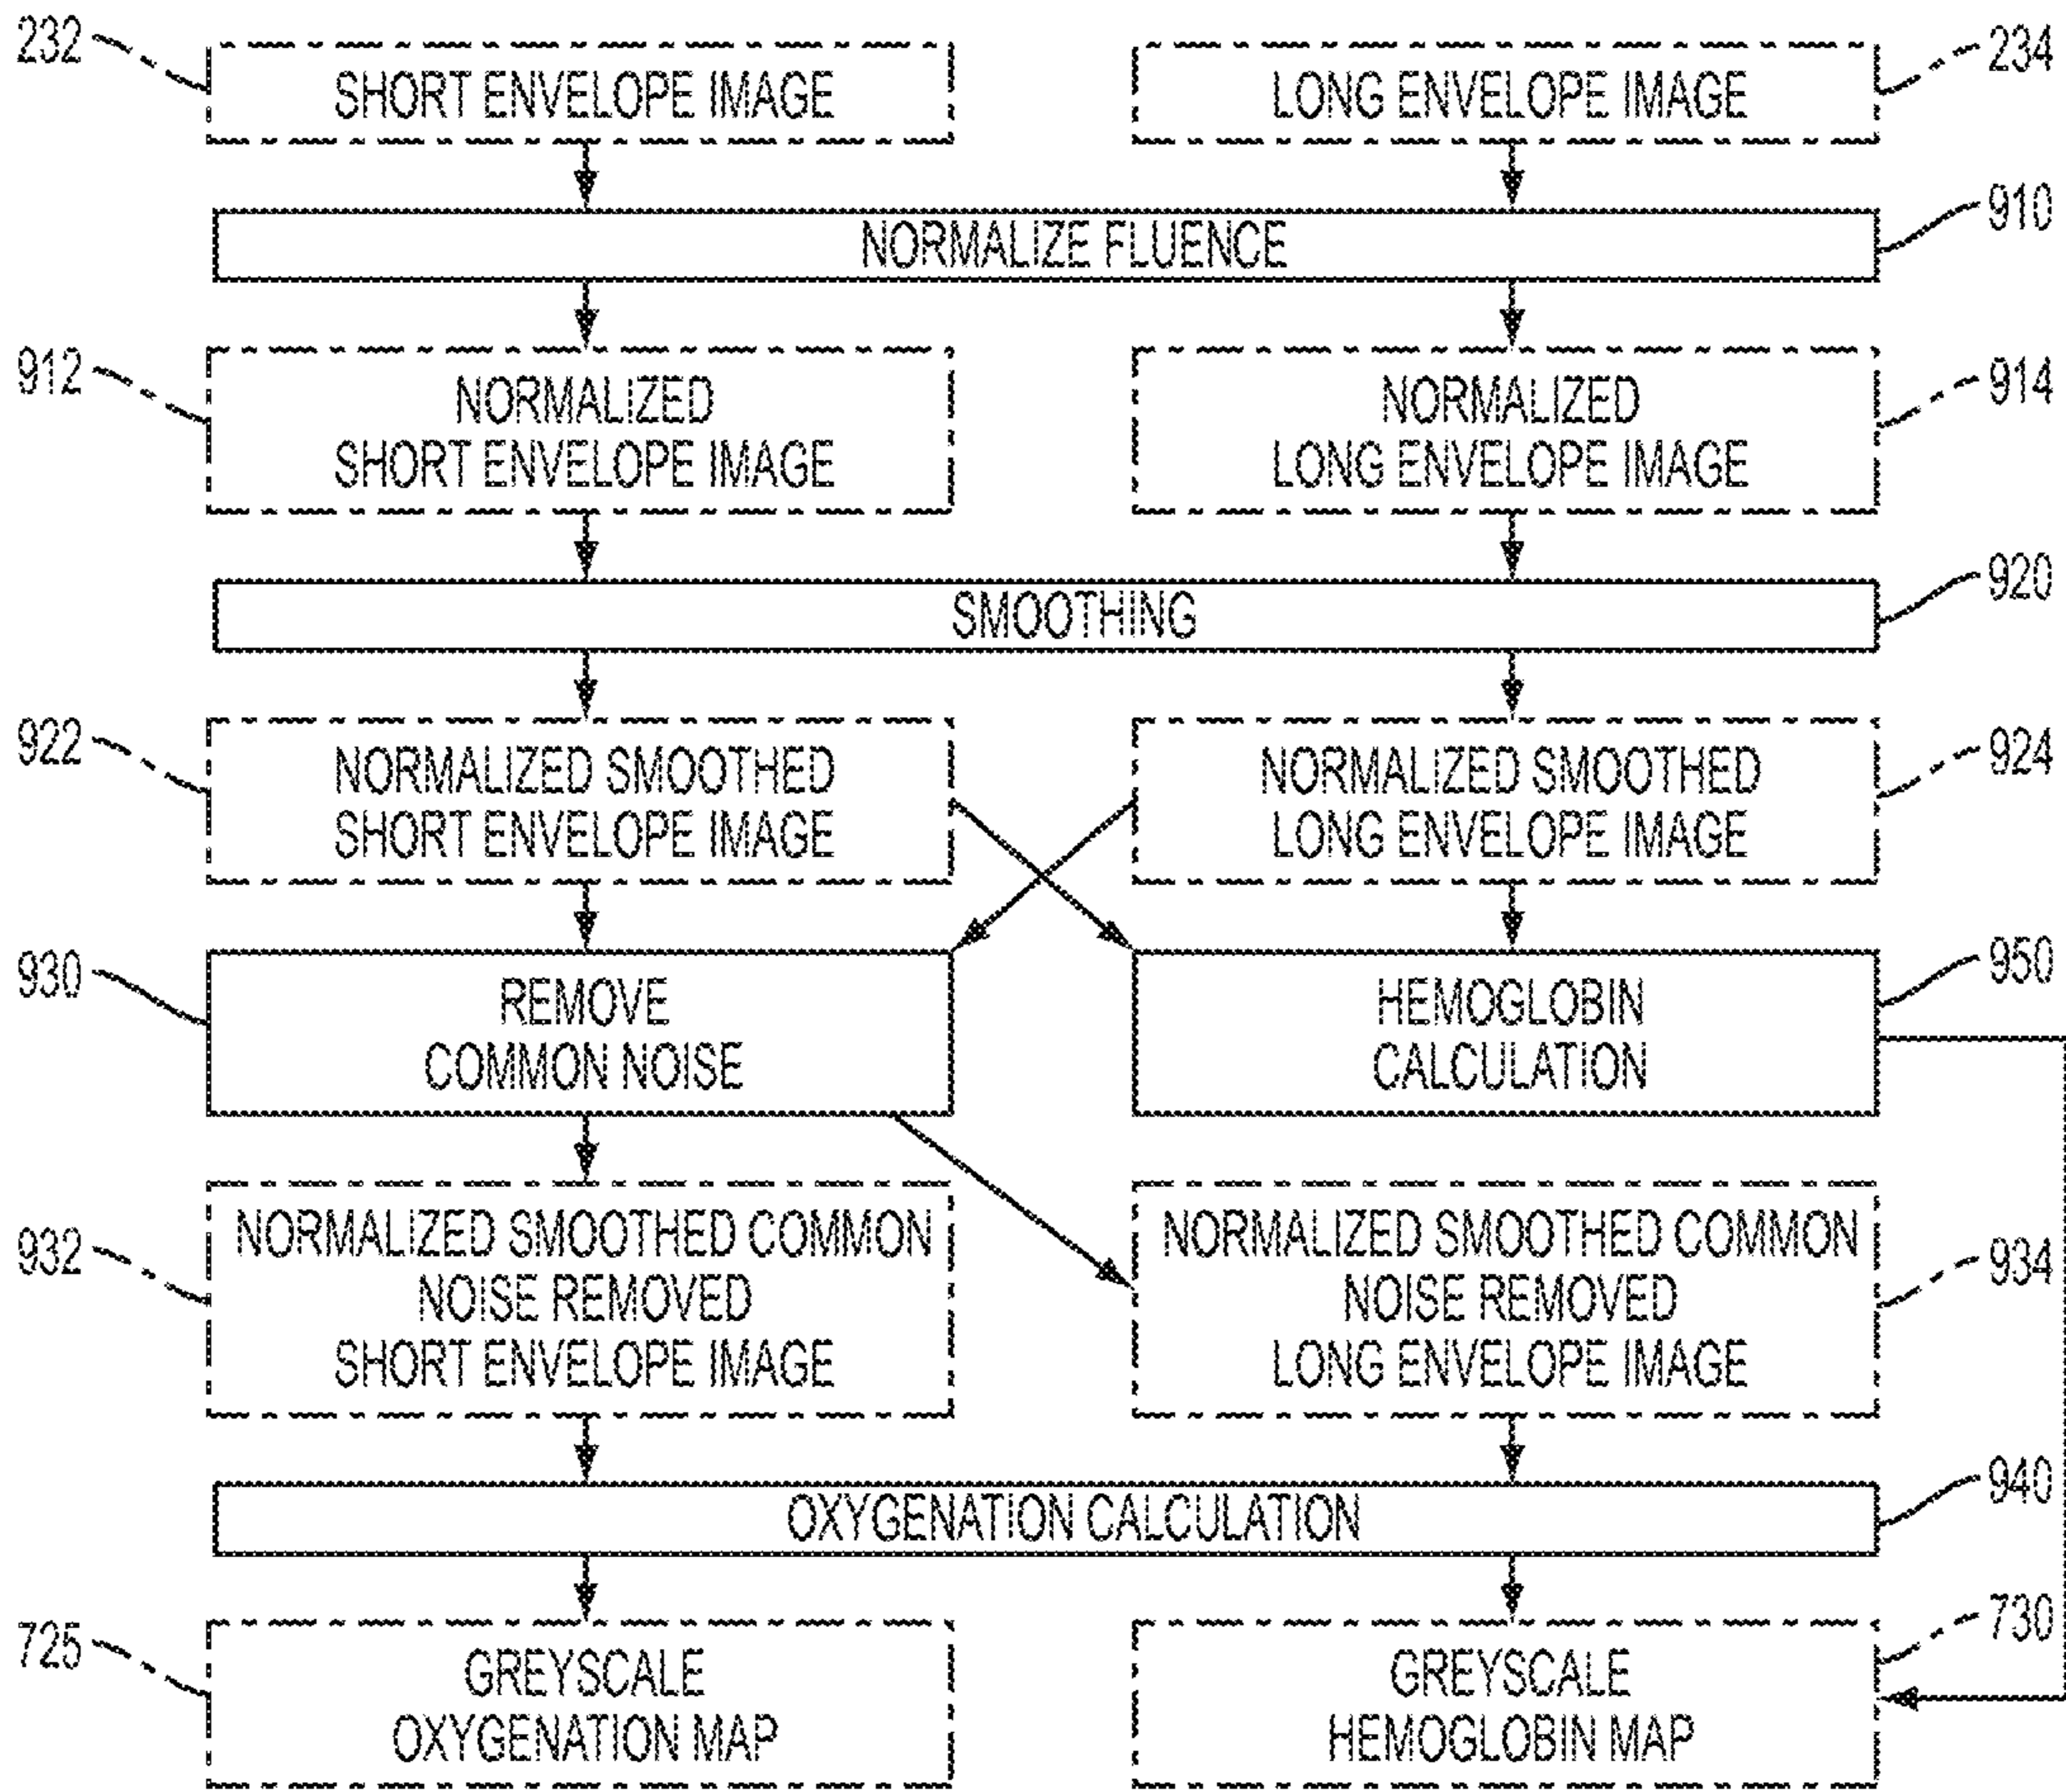 232
SHORT ENVELOPE IMAGE
LONG ENVELOPE IMAGE
234
NORMALIZE FLUENCE
910
912
NORMALIZED
SHORT ENVELOPE IMAGE
NORMALIZED
LONG ENVELOPE IMAGE
914
SMOOTHING
920
922
NORMALIZED SMOOTHED
SHORT ENVELOPE IMAGE
NORMALIZED SMOOTHED
LONG ENVELOPE IMAGE
924
930
REMOVE
COMMON NOISE
HEMOGLOBIN
CALCULATION
950
932
NORMALIZED SMOOTHED COMMON
NOISE REMOVED
SHORT ENVELOPE IMAGE
NORMALIZED SMOOTHED COMMON
NOISE REMOVED
LONG ENVELOPE IMAGE
934
OXYGENATION CALCULATION
940
725
GREYSCALE
OXYGENATION MAP
GREYSCALE
HEMOGLOBIN MAP
730